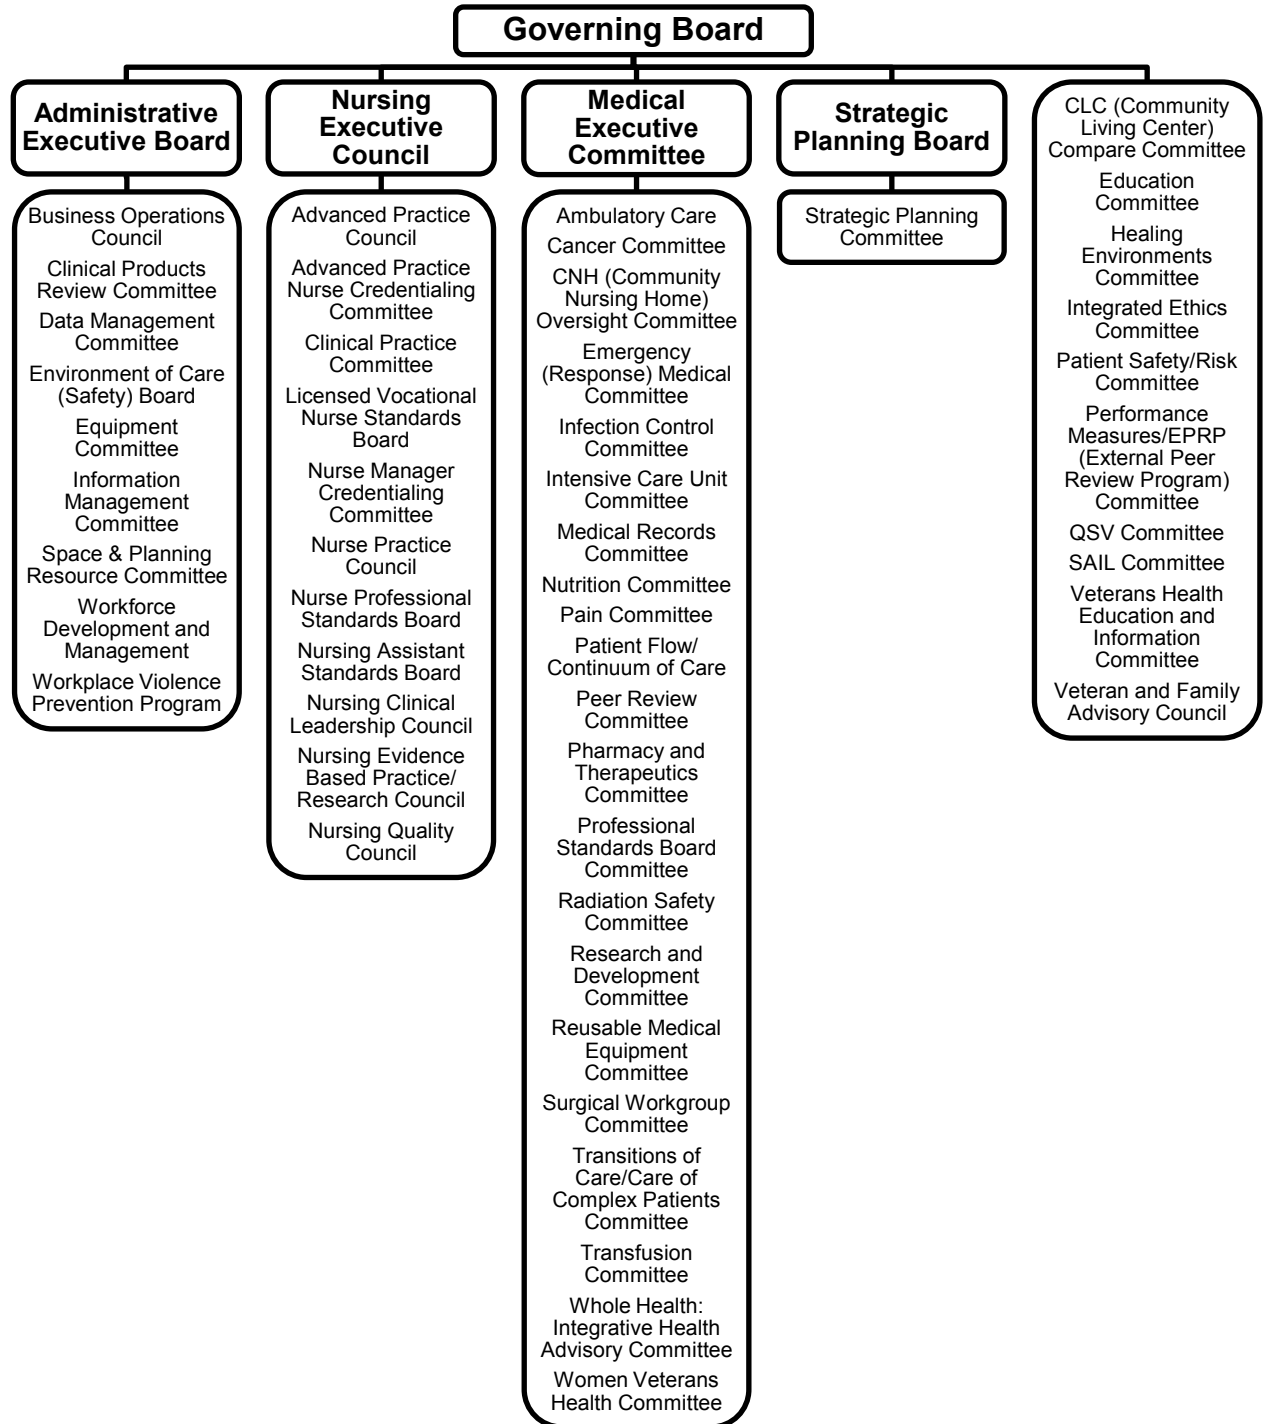 Governing Board
Administrative
Executive Board
Business Operations
Council
Clinical Products
Review Committee
Data Management
Committee
Environment of Care
(Safety) Board
Equipment
Committee
Information
Management
Committee
Space & Planning
Resource Committee
Workforce
Development and
Management
Workplace Violence
Prevention Program
Nursing
Executive
Council
Advanced Practice
Council
Advanced Practice
Nurse Credentialing
Committee
Clinical Practice
Committee
Licensed Vocational
Nurse Standards
Board
Nurse Manager
Credentialing
Committee
Nurse Practice
Council
Nurse Professional
Standards Board
Nursing Assistant
Standards Board
Nursing Clinical
Leadership Council
Nursing Evidence
Based Practice/
Research Council
Nursing Quality
Council
Medical
Executive
Committee
Ambulatory Care
Cancer Committee
CNH (Community
Nursing Home)
Oversight Committee
Emergency
(Response) Medical
Committee
Infection Control
Committee
Intensive Care Unit
Committee
Medical Records
Committee
Nutrition Committee
Pain Committee
Patient Flow/
Continuum of Care
Peer Review
Committee
Pharmacy and
Therapeutics
Committee
Professional
Standards Board
Committee
Radiation Safety
Committee
Research and
Development
Committee
Reusable Medical
Equipment
Committee
Surgical Workgroup
Committee
Transitions of
Care/Care of
Complex Patients
Committee
Transfusion
Committee
Whole Health:
Integrative Health
Advisory Committee
Women Veterans
Health Committee
Strategic
Planning Board
Strategic Planning
Committee
CLC (Community
Living Center)
Compare Committee
Education
Committee
Healing
Environments
Committee
Integrated Ethics
Committee
Patient Safety/Risk
Committee
Performance
Measures/EPRP
(External Peer
Review Program)
Committee
QSV Committee
SAIL Committee
Veterans Health
Education and
Information
Committee
Veteran and Family
Advisory Council